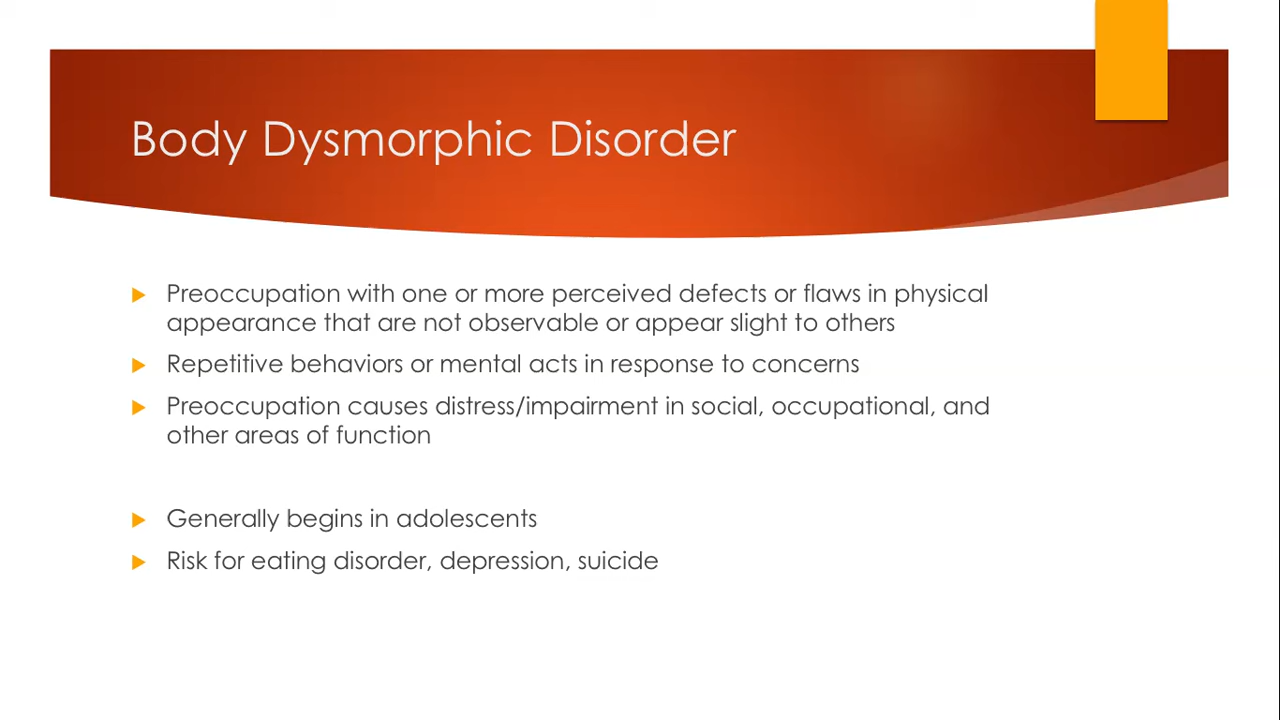 Body Dysmorphic Disorder
Preoccupation with one or more perceived defects or flaws in physical
appearance that are not observable or appear slight to others
Repetitive behaviors or mental acts in response to concerns
Preoccupation causes distress/impairment in social, occupational, and
other areas of function
Generally begins in adolescents
Risk for eating disorder, depression, suicide